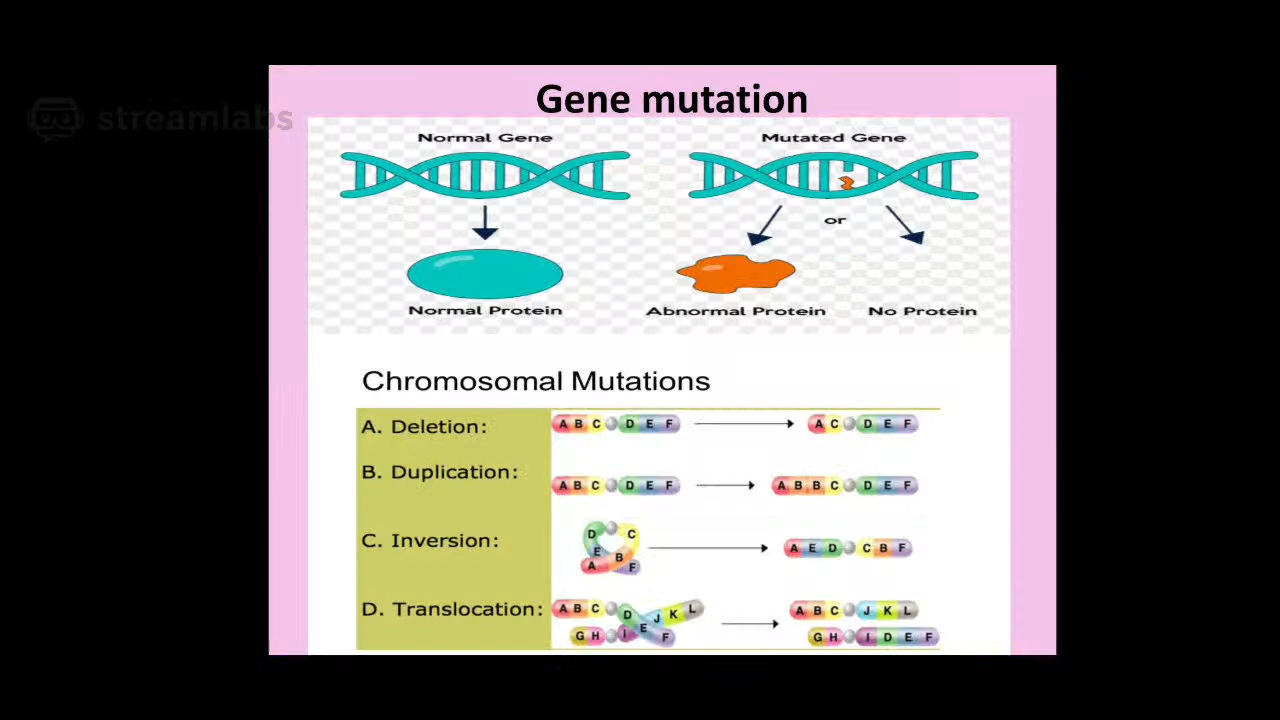 Gene mutation
streamlabs
Normal Gene
Mutated Gene
or
Normal Protein
Abnormal Protein
No Protein
Chromosomal Mutations
A. Deletion:
A B C D E F
A C D E F
B. Duplication:
A B C D E F
A B B C D E F
C. Inversion:
D C
E B
A F
A E D C B F
D. Translocation:
A B C D E F
G H I J K L
A B C J K L
G H I D E F